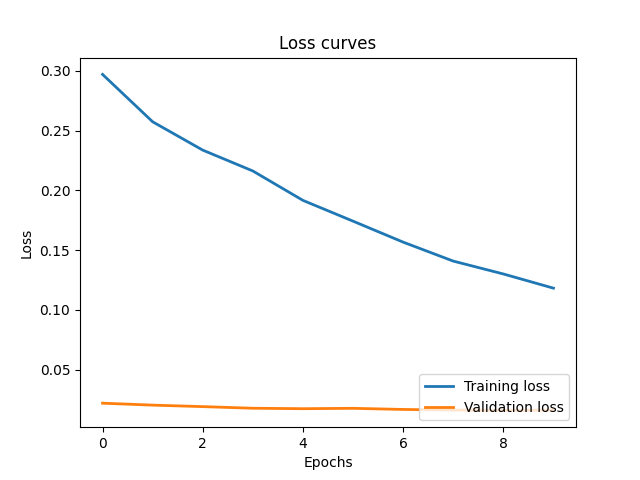 Loss curves
0.30
0.25
0.20
0.15
0.10
0.05
Loss
0 2 4 6 8
Epochs
Training loss
Validation loss